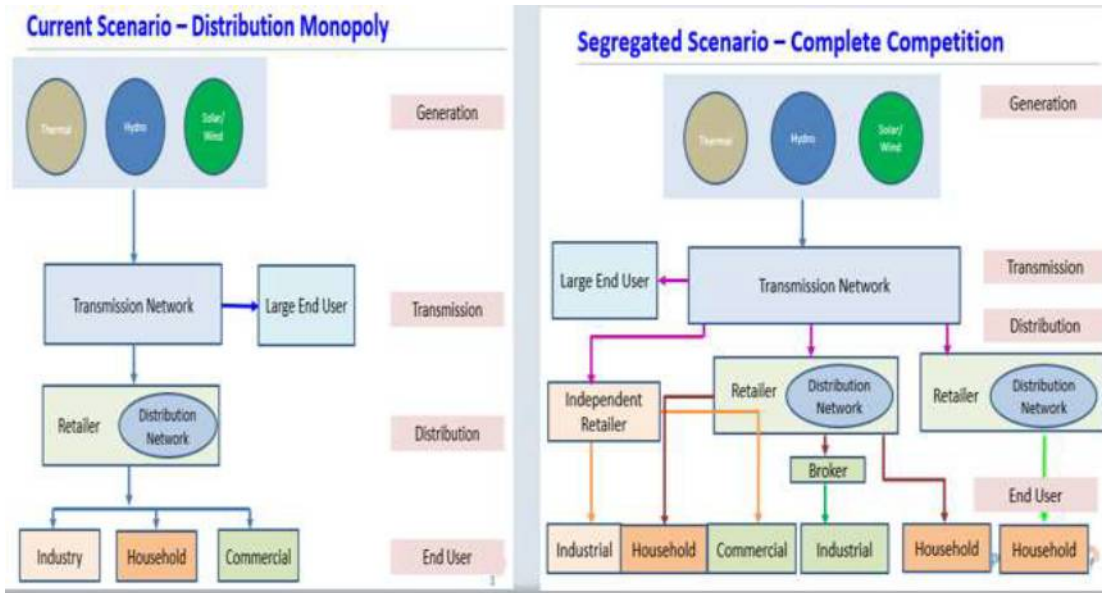 Current Scenario – Distribution Monopoly
Thermal
Hydro
Solar/
Wind
Generation
Transmission Network
Large End User
Transmission
Retailer
Distribution
Network
Distribution
Industry
Household
Commercial
End User
Segregated Scenario – Complete Competition
Thermal
Hydro
Solar/
Wind
Generation
Large End User
Transmission Network
Transmission
Distribution
Independent
Retailer
Retailer
Distribution
Network
Retailer
Distribution
Network
Broker
End User
Industrial
Household
Commercial
Industrial
Household
Household